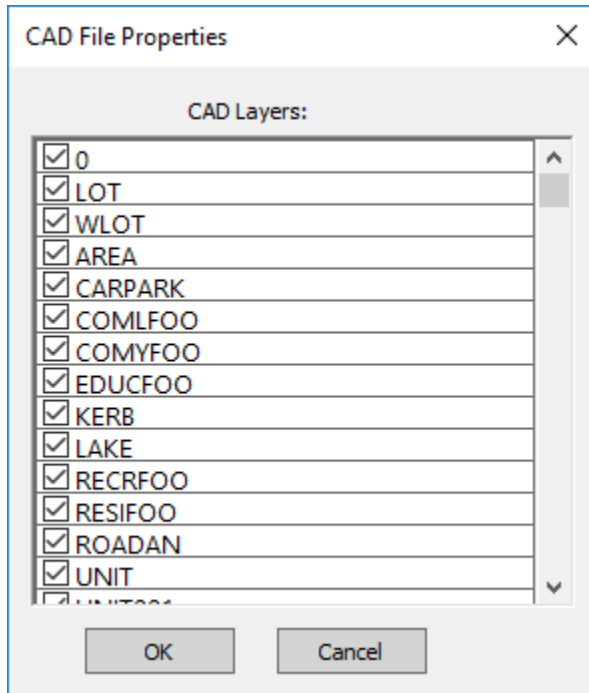 CAD File Properties
CAD Layers:
0
LOT
WLOT
AREA
CARPARK
COMLFOO
COMYFOO
EDUCFOO
KERB
LAKE
RECRFOO
RESIFOO
ROADAN
UNIT
OK Cancel